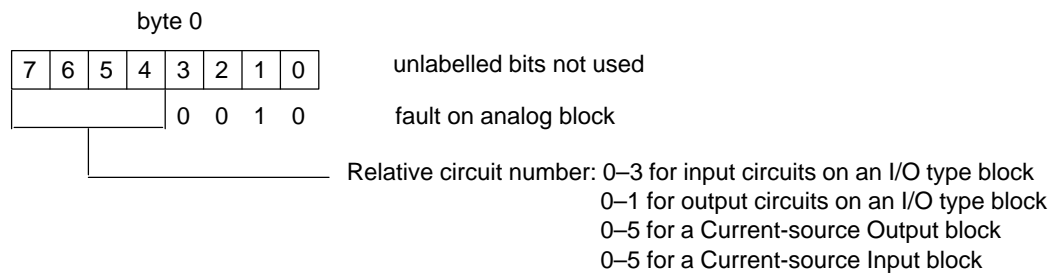 byte 0
7 6 5 4 3 2 1 0 unlabelled bits not used
0 0 1 0 fault on analog block
Relative circuit number: 0–3 for input circuits on an I/O type block
0–1 for output circuits on an I/O type block
0–5 for a Current-source Output block
0–5 for a Current-source Input block